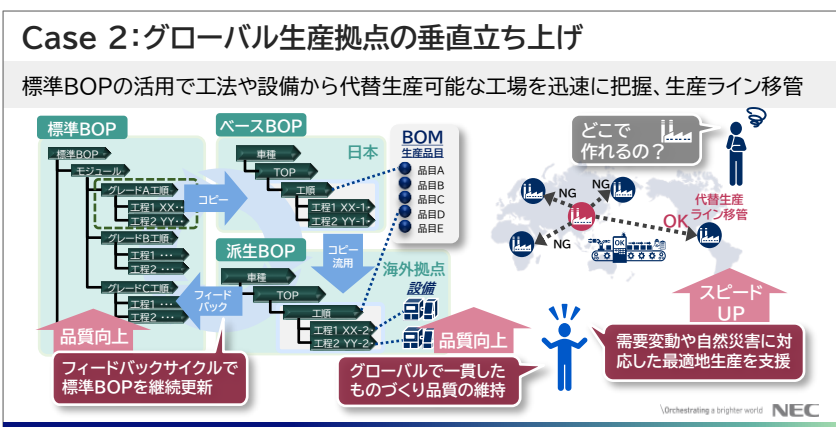 Case 2：グローバル生産拠点の垂直立ち上げ
標準BOPの活用で工法や設備から代替生産可能な工場を迅速に把握、生産ライン移管
標準BOP
標準BOP
モジュール
グレードA工順
工程1 XX‥
工程2 YY‥
グレードB工順
工程1 ･･･
工程2 ･･･
グレードC工順
工程1 ･･･
工程2 ･･･
品質向上
フィードバックサイクルで
標準BOPを継続更新
コピー
フィード
バック
ベースBOP
日本
車種
TOP
工順
工程1 XX-1
工程2 YY-1
コピー
流用
派生BOP
海外拠点
車種
TOP
工順
工程1 XX-2
工程2 YY-2
設備
BOM
生産品目
品目A
品目B
品目C
品目D
品目E
品質向上
グローバルで一貫した
ものづくり品質の維持
どこで
作れるの？
NG
NG
NG
OK
OK
代替生産
ライン移管
スピード
UP
需要変動や自然災害に対
応した最適地生産を支援
\Orchestrating a brighter world
NEC